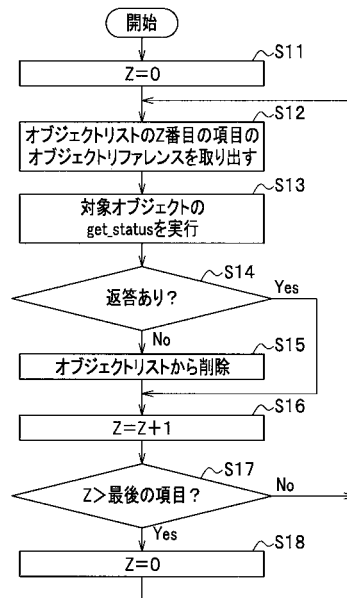 開始
S11
Z=0
S12
オブジェクトリストのZ番目の項目の
オブジェクトリファレンスを取り出す
S13
対象オブジェクトの
get_statusを実行
S14
返答あり?
Yes
No
S15
オブジェクトリストから削除
S16
Z=Z+1
S17
Z>最後の項目?
No
Yes
S18
Z=0